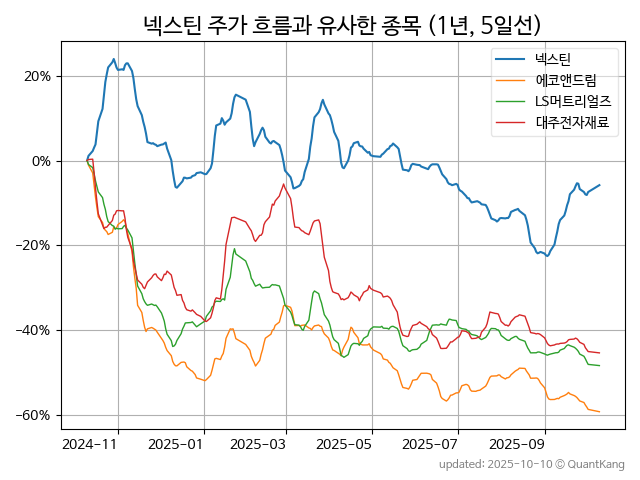 넥스틴 주가 흐름과 유사한 종목 (1년, 5일선)
넥스틴
에코앤드림
LS머트리얼즈
대주전자재료
20%
0%
−20%
−40%
−60%
2024−11
2025−01
2025−03
2025−05
2025−07
2025−09
updated: 2025-10-10 © QuantKang